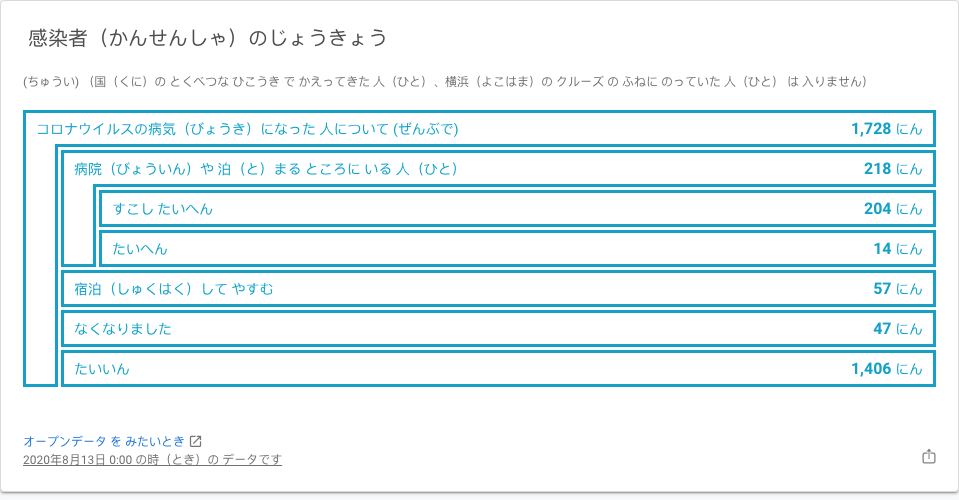 感染者（かんせんしゃ）のじょうきょう
(ちゅうい) （国（くに）の とくべつな ひこうき で かえってきた 人（ひと）、横浜（よこはま）の クルーズ の ふねに のっていた 人（ひと） は 入りません）
コロナウイルスの病気（びょうき）になった 人について (ぜんぶで) 1,728 にん
病院（びょういん）や 泊（と）まる ところに いる 人（ひと） 218 にん
すこし たいへん 204 にん
たいへん 14 にん
宿泊（しゅくはく）して やすむ 57 にん
なくなりました 47 にん
たいいん 1,406 にん
オープンデータ を みたいとき
2020年8月13日 0:00 の時（とき）の データです